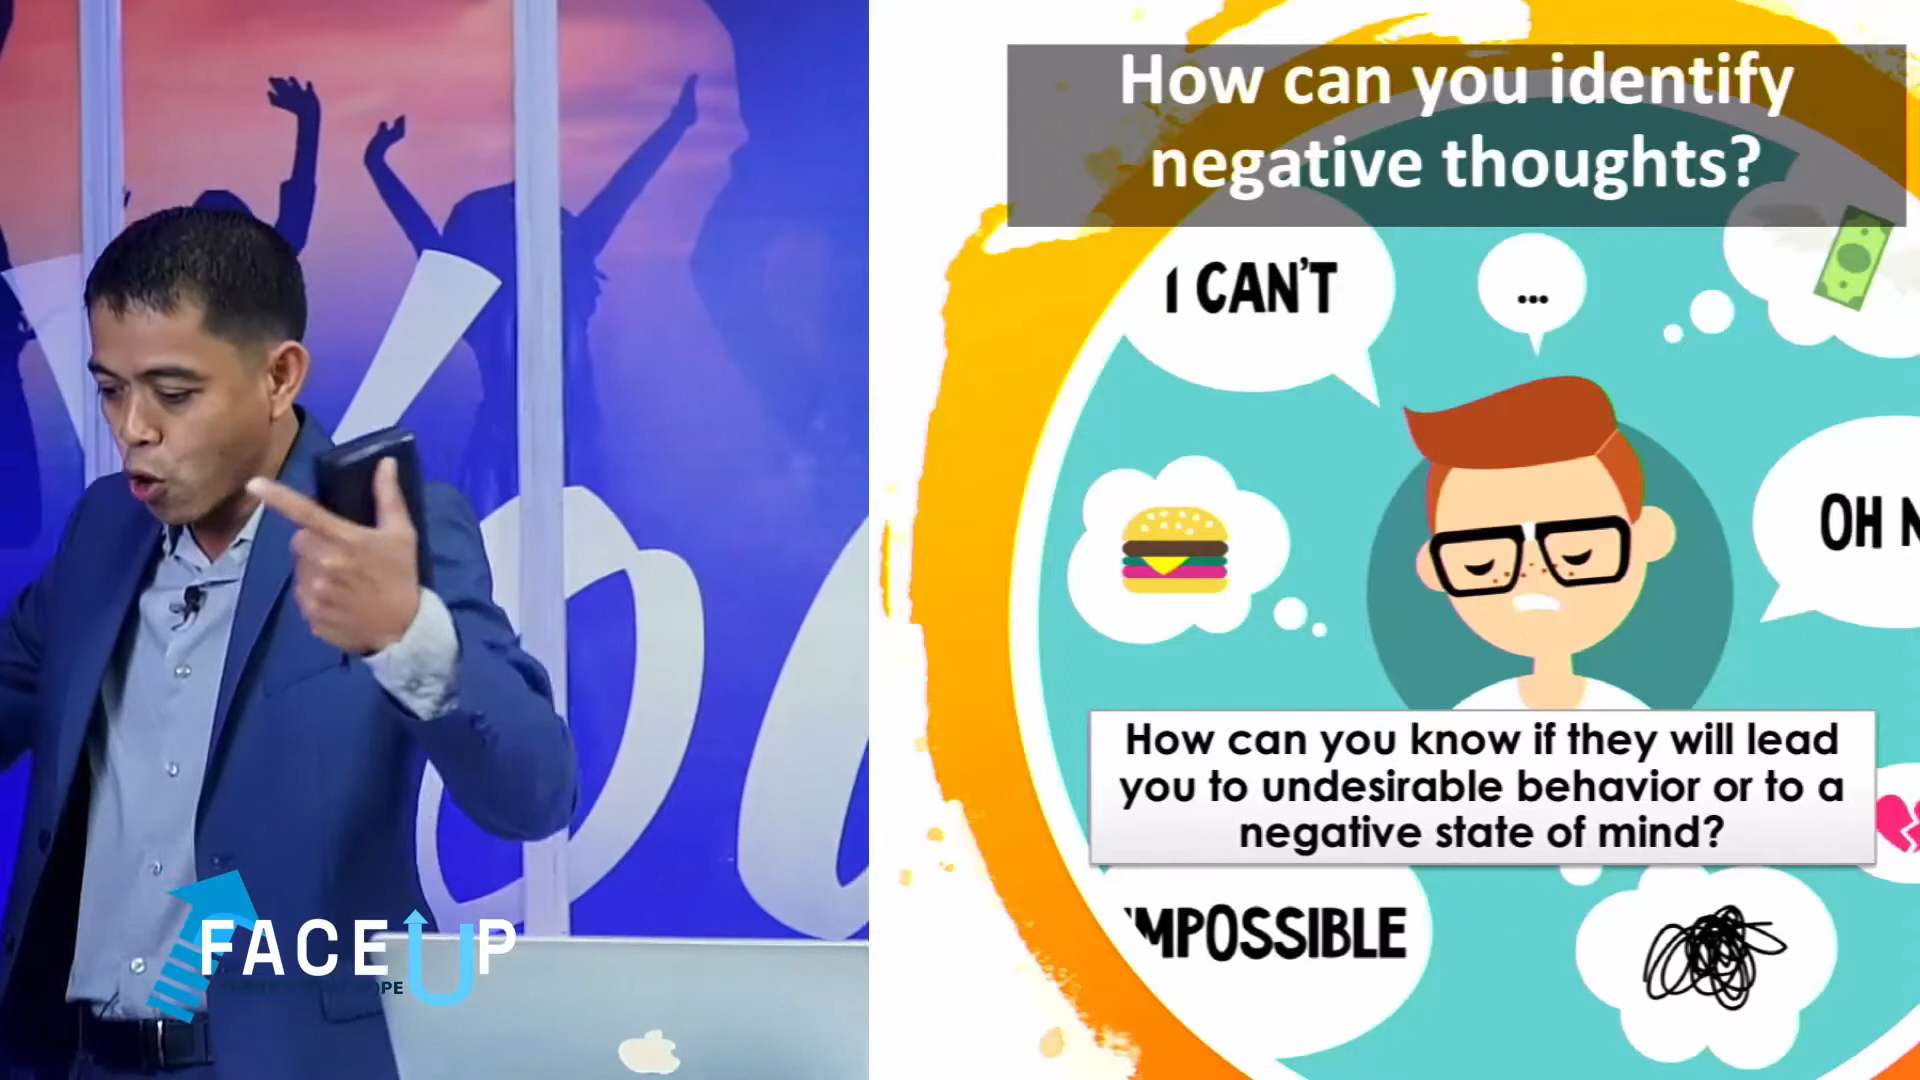 How can you identify
negative thoughts?
I CAN'T
...
OH N
How can you know if they will lead
you to undesirable behavior or to a
negative state of mind?
IMPOSSIBLE
FACE UP